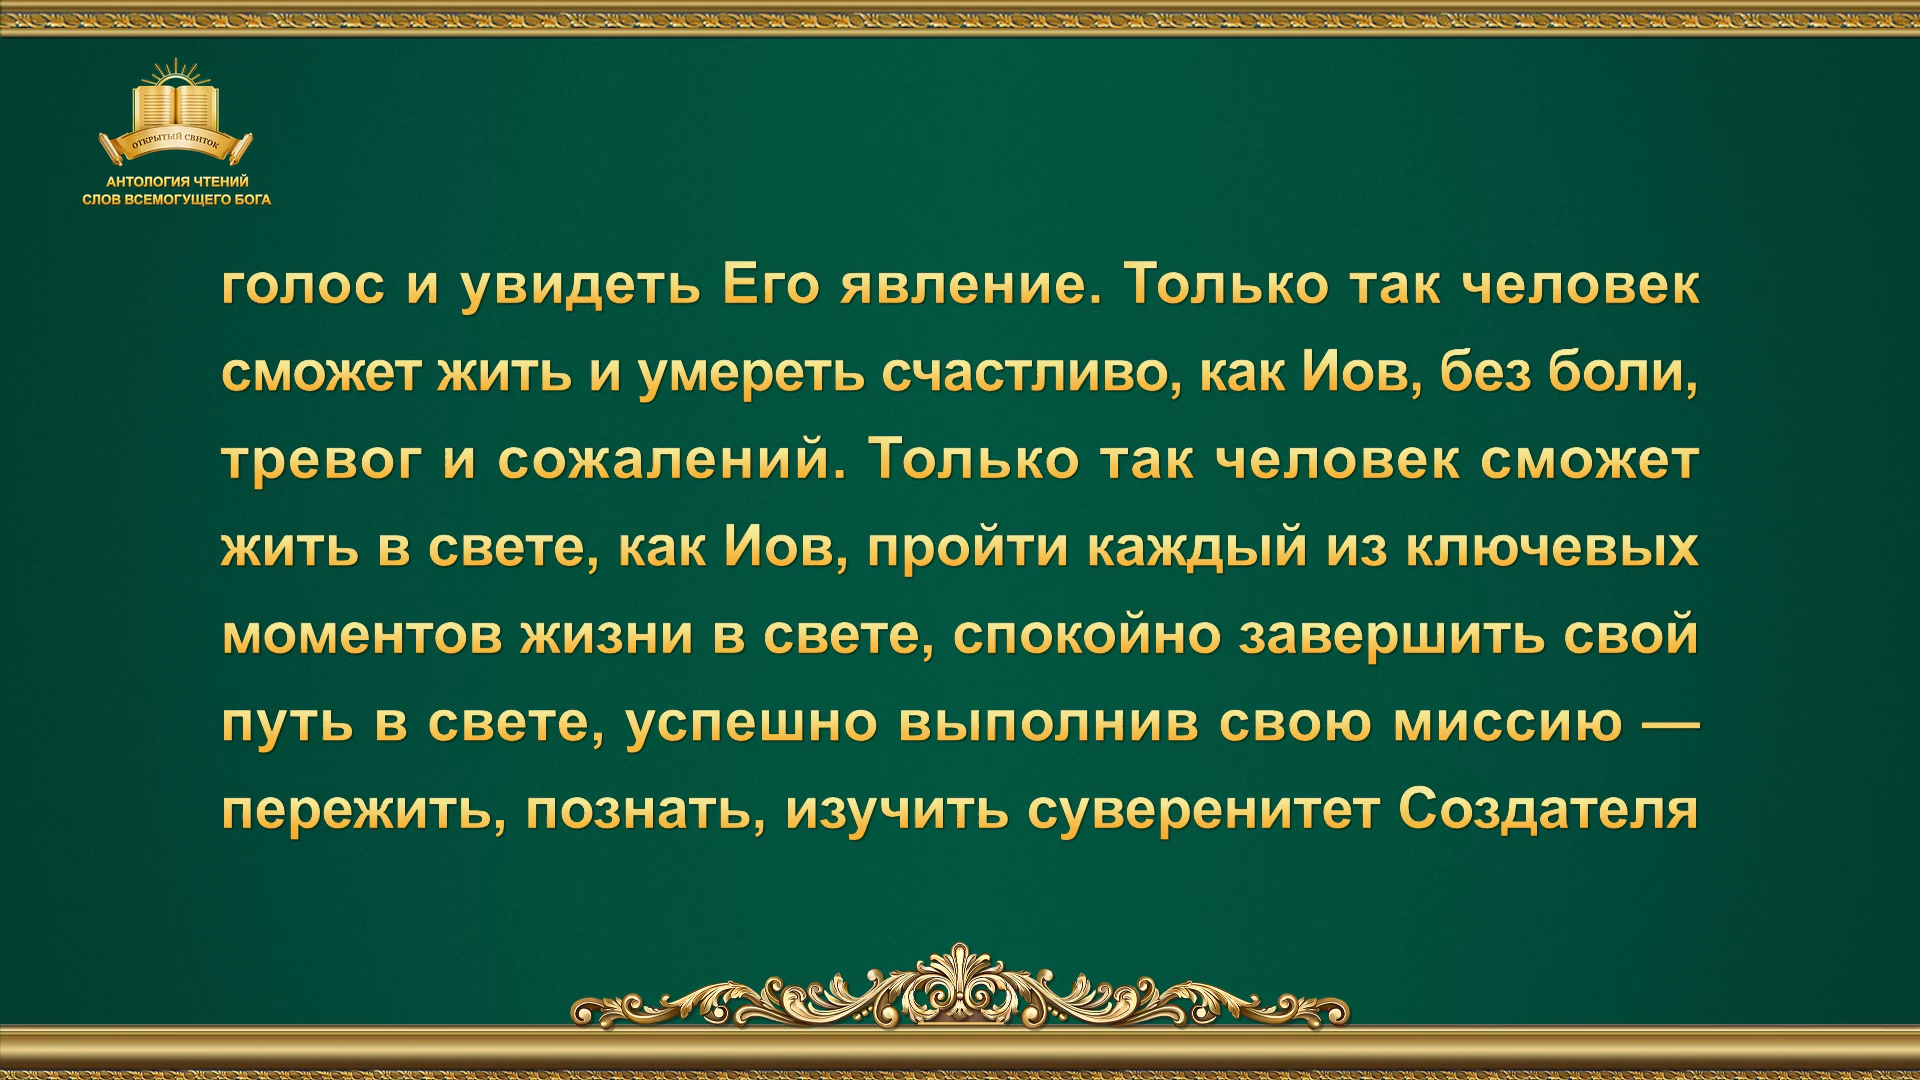 ОТКРЫТЫЙ СВИТОК
АНТОЛОГИЯ ЧТЕНИЙ
СЛОВ ВСЕМОГУЩЕГО БОГА
голос и увидеть Его явление. Только так человек
сможет жить и умереть счастливо, как Иов, без боли,
тревог и сожалений. Только так человек сможет
жить в свете, как Иов, пройти каждый из ключевых
моментов жизни в свете, спокойно завершить свой
путь в свете, успешно выполнив свою миссию —
пережить, познать, изучить суверенитет Создателя